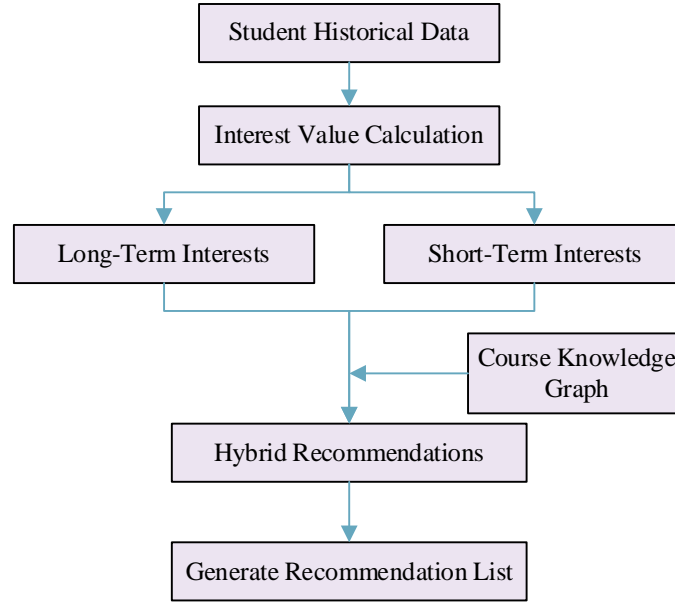 Student Historical Data
Interest Value Calculation
Long-Term Interests
Short-Term Interests
Course Knowledge
Graph
Hybrid Recommendations
Generate Recommendation List